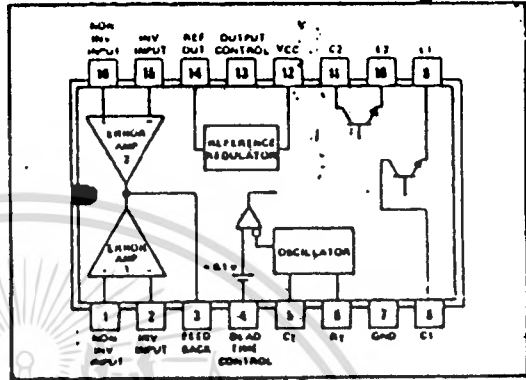 NON INV INPUT
INV INPUT
REF OUT
OUTPUT CONTROL
VCC
C2
E2
E1
16 15 14 13 12 11 10 9
ERROR AMP 2
REFERENCE REGULATOR
ERROR AMP 1
0.1 V
OSCILLATOR
1 2 3 4 5 6 7 8
NON INV INPUT
INV INPUT
FEED BACK
DEAD TIME CONTROL
CT
RT
GND
C1